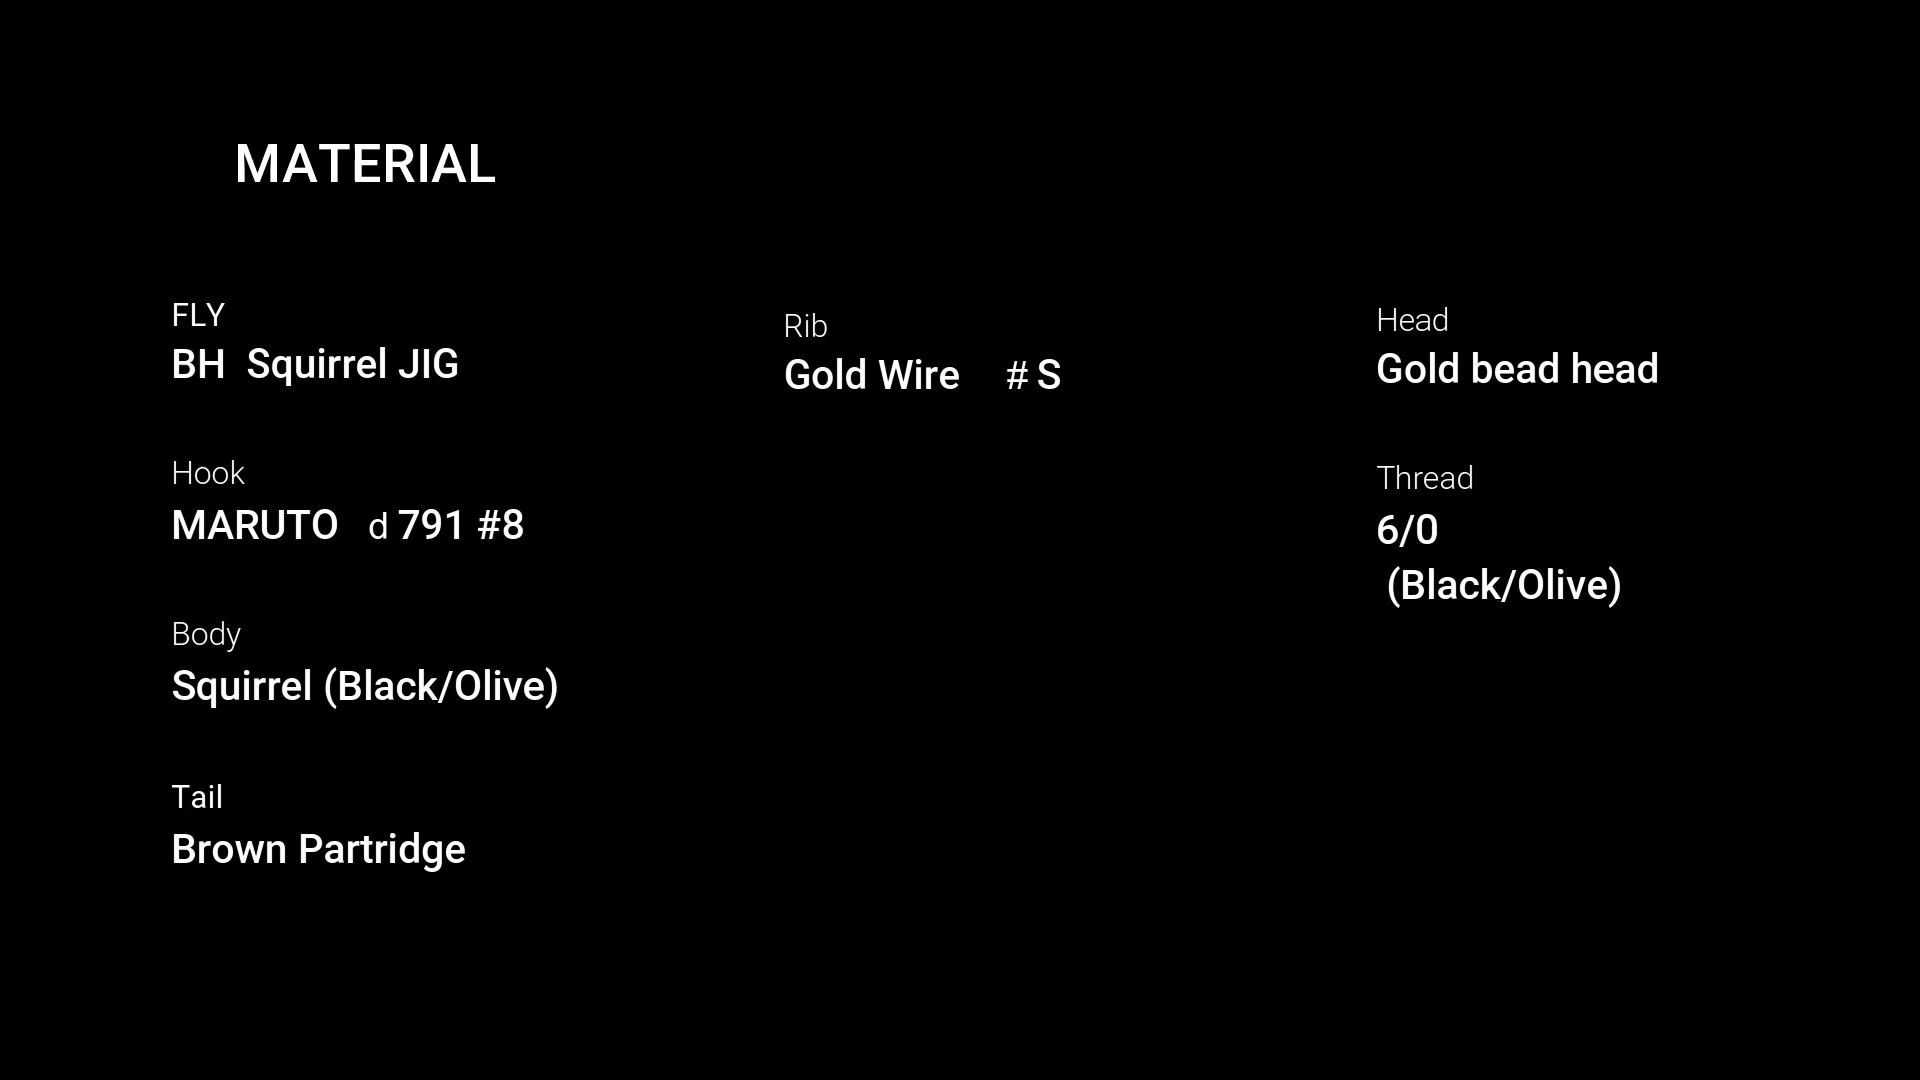 MATERIAL
FLY
BH  Squirrel JIG
Hook
MARUTO   d 791 #8
Body
Squirrel (Black/Olive)
Tail
Brown Partridge
Rib
Gold Wire    # S
Head
Gold bead head
Thread
6/0
(Black/Olive)